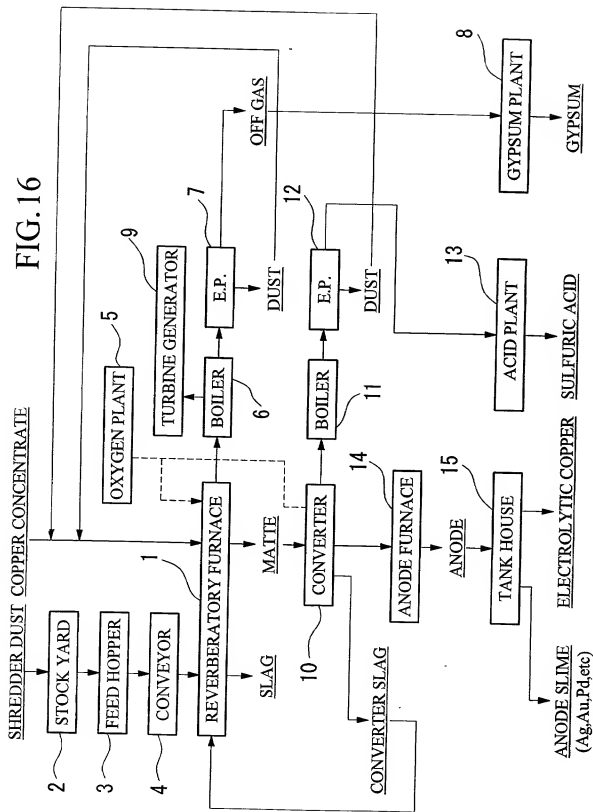 FIG.16
SHREDDER DUST
COPPER CONCENTRATE
2
STOCK YARD
3
FEED HOPPER
4
CONVEYOR
5
OXYGEN PLANT
9
TURBINE GENERATOR
1
REVERBERATORY FURNACE
BOILER
6
E.P.
7
OFF GAS
DUST
SLAG
MATTE
10
CONVERTER
BOILER
11
E.P.
12
DUST
CONVERTER SLAG
14
ANODE FURNACE
ANODE
15
TANK HOUSE
13
ACID PLANT
8
GYPSUM PLANT
ANODE SLIME
(Ag,Au,Pd,etc)
ELECTROLYTIC COPPER
SULFURIC ACID
GYPSUM